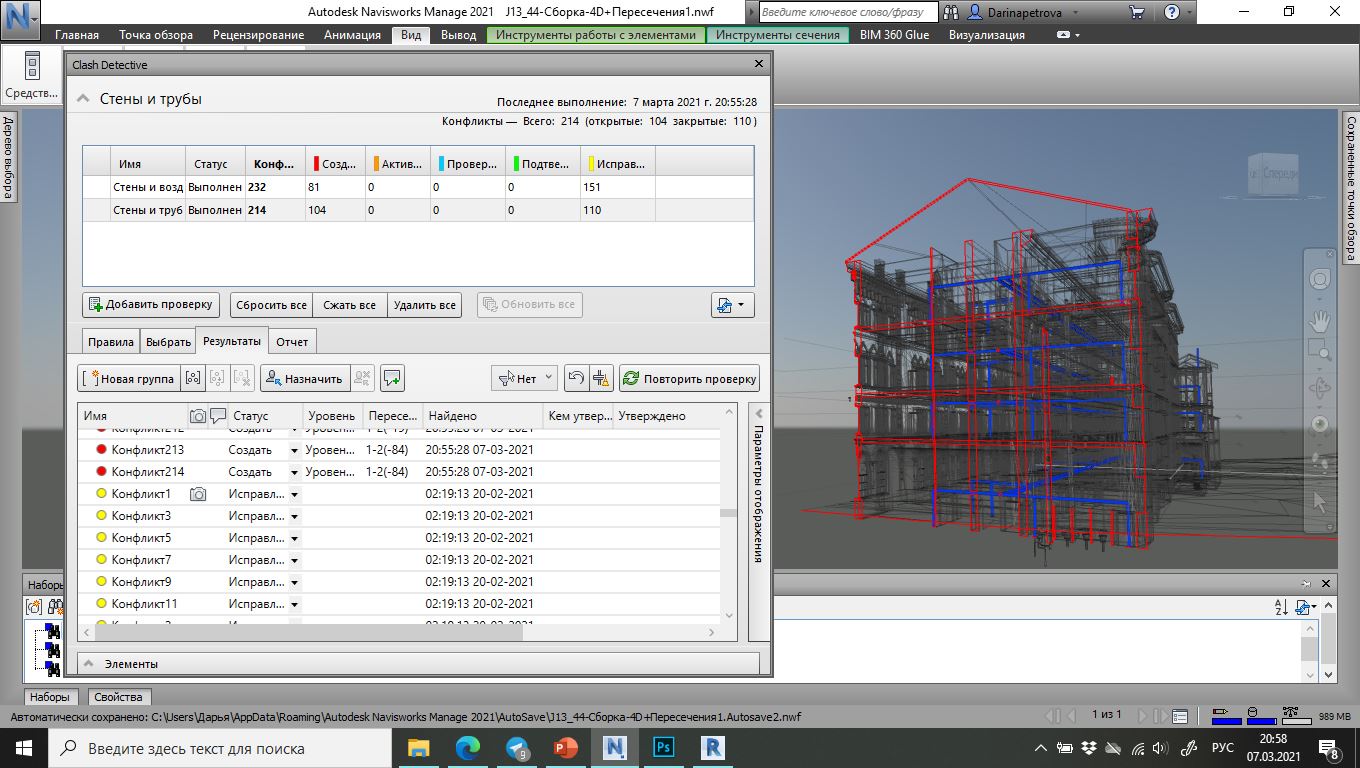 Autodesk Navisworks Manage 2021 J13_44-Сборка-4D+Пересечения1.nwf
Введите ключевое слово/фразу
Darinapetrova
Главная Точка обзора Рецензирование Анимация Вид Вывод Инструменты работы с элементами Инструменты сечения BIM 360 Glue Визуализация
Средств...
Clash Detective
Стены и трубы
Последнее выполнение: 7 марта 2021 г. 20:55:28
Конфликты — Всего: 214 (открытые: 104 закрытые: 110 )
Имя Статус Конф... Созд... Актив... Провер... Подтве... Исправ...
Стены и возд Выполнен 232 81 0 0 0 151
Стены и труб Выполнен 214 104 0 0 0 110
Добавить проверку Сбросить все Сжать все Удалить все Обновить все
Правила Выбрать Результаты Отчет
Новая группа Назначить Нет Повторить проверку
Имя Статус Уровень Пересе... Найдено Кем утвер... Утверждено
Конфликт213 Создать Уровен... 1-2(-84) 20:55:28 07-03-2021
Конфликт214 Создать Уровен... 1-2(-84) 20:55:28 07-03-2021
Конфликт1 Исправл... 02:19:13 20-02-2021
Конфликт3 Исправл... 02:19:13 20-02-2021
Конфликт5 Исправл... 02:19:13 20-02-2021
Конфликт7 Исправл... 02:19:13 20-02-2021
Конфликт9 Исправл... 02:19:13 20-02-2021
Конфликт11 Исправл... 02:19:13 20-02-2021
Элементы
Параметры отображения
Дерево выбора
Сохраненные точки обзора
Спереди
Наборы
Наборы Свойства
Автоматически сохранено: C:\Users\Дарья\AppData\Roaming\Autodesk Navisworks Manage 2021\AutoSave\J13_44-Сборка-4D+Пересечения1.Autosave2.nwf
1 из 1
989 MB
Введите здесь текст для поиска
РУС
20:58
07.03.2021
8